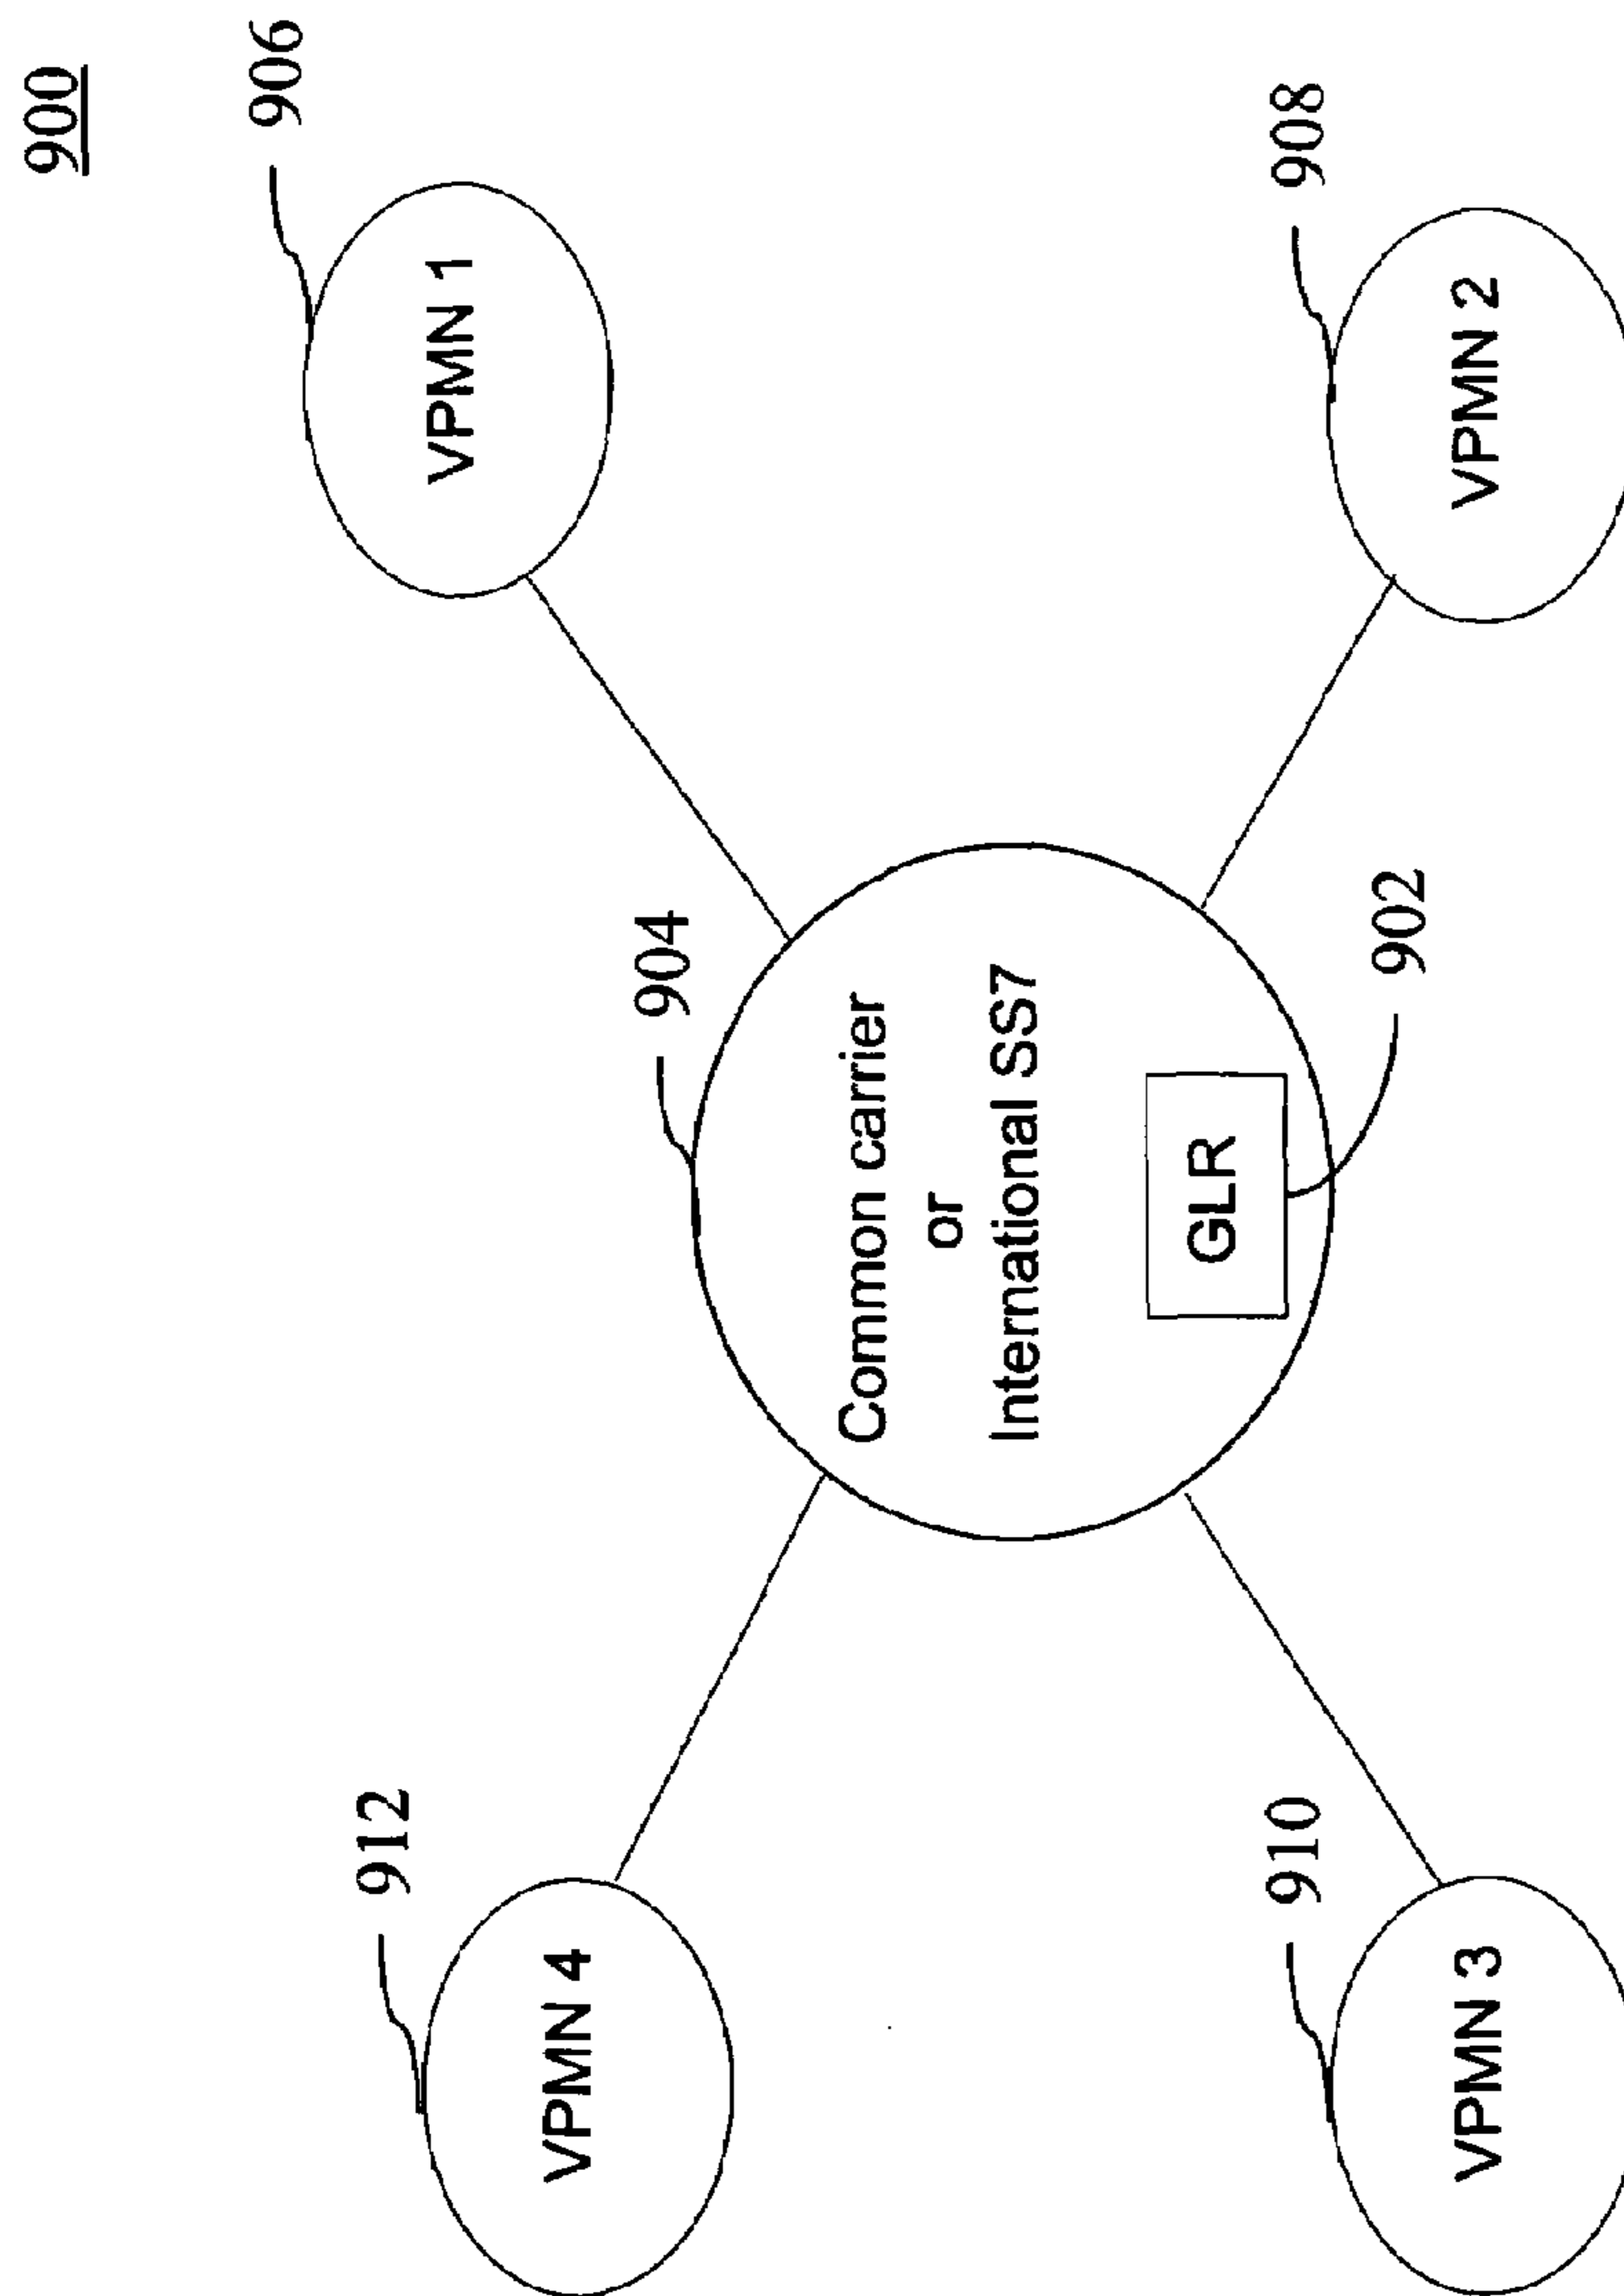 900
906
912
VPMN 1
VPMN 4
904
Common carrier
or
International SS7
GLR
910
908
902
VPMN 3
VPMN 2